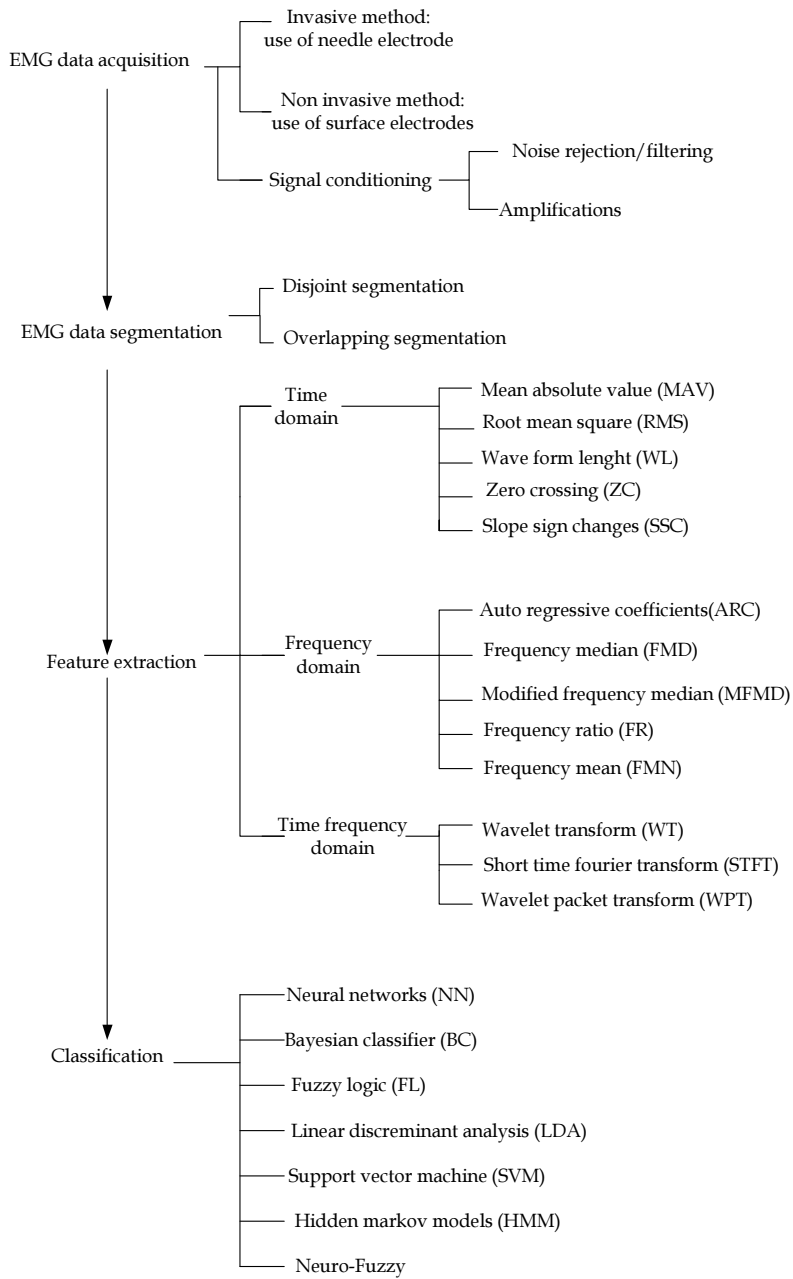 Invasive method:
use of needle electrode
EMG data acquisition
Non invasive method:
use of surface electrodes
Signal conditioning
Noise rejection/filtering
Amplifications
EMG data segmentation
Disjoint segmentation
Overlapping segmentation
Feature extraction
Time
domain
Mean absolute value (MAV)
Root mean square (RMS)
Wave form lenght (WL)
Zero crossing (ZC)
Slope sign changes (SSC)
Frequency
domain
Auto regressive coefficients(ARC)
Frequency median (FMD)
Modified frequency median (MFMD)
Frequency ratio (FR)
Frequency mean (FMN)
Time frequency
domain
Wavelet transform (WT)
Short time fourier transform (STFT)
Wavelet packet transform (WPT)
Classification
Neural networks (NN)
Bayesian classifier (BC)
Fuzzy logic (FL)
Linear discreminant analysis (LDA)
Support vector machine (SVM)
Hidden markov models (HMM)
Neuro-Fuzzy